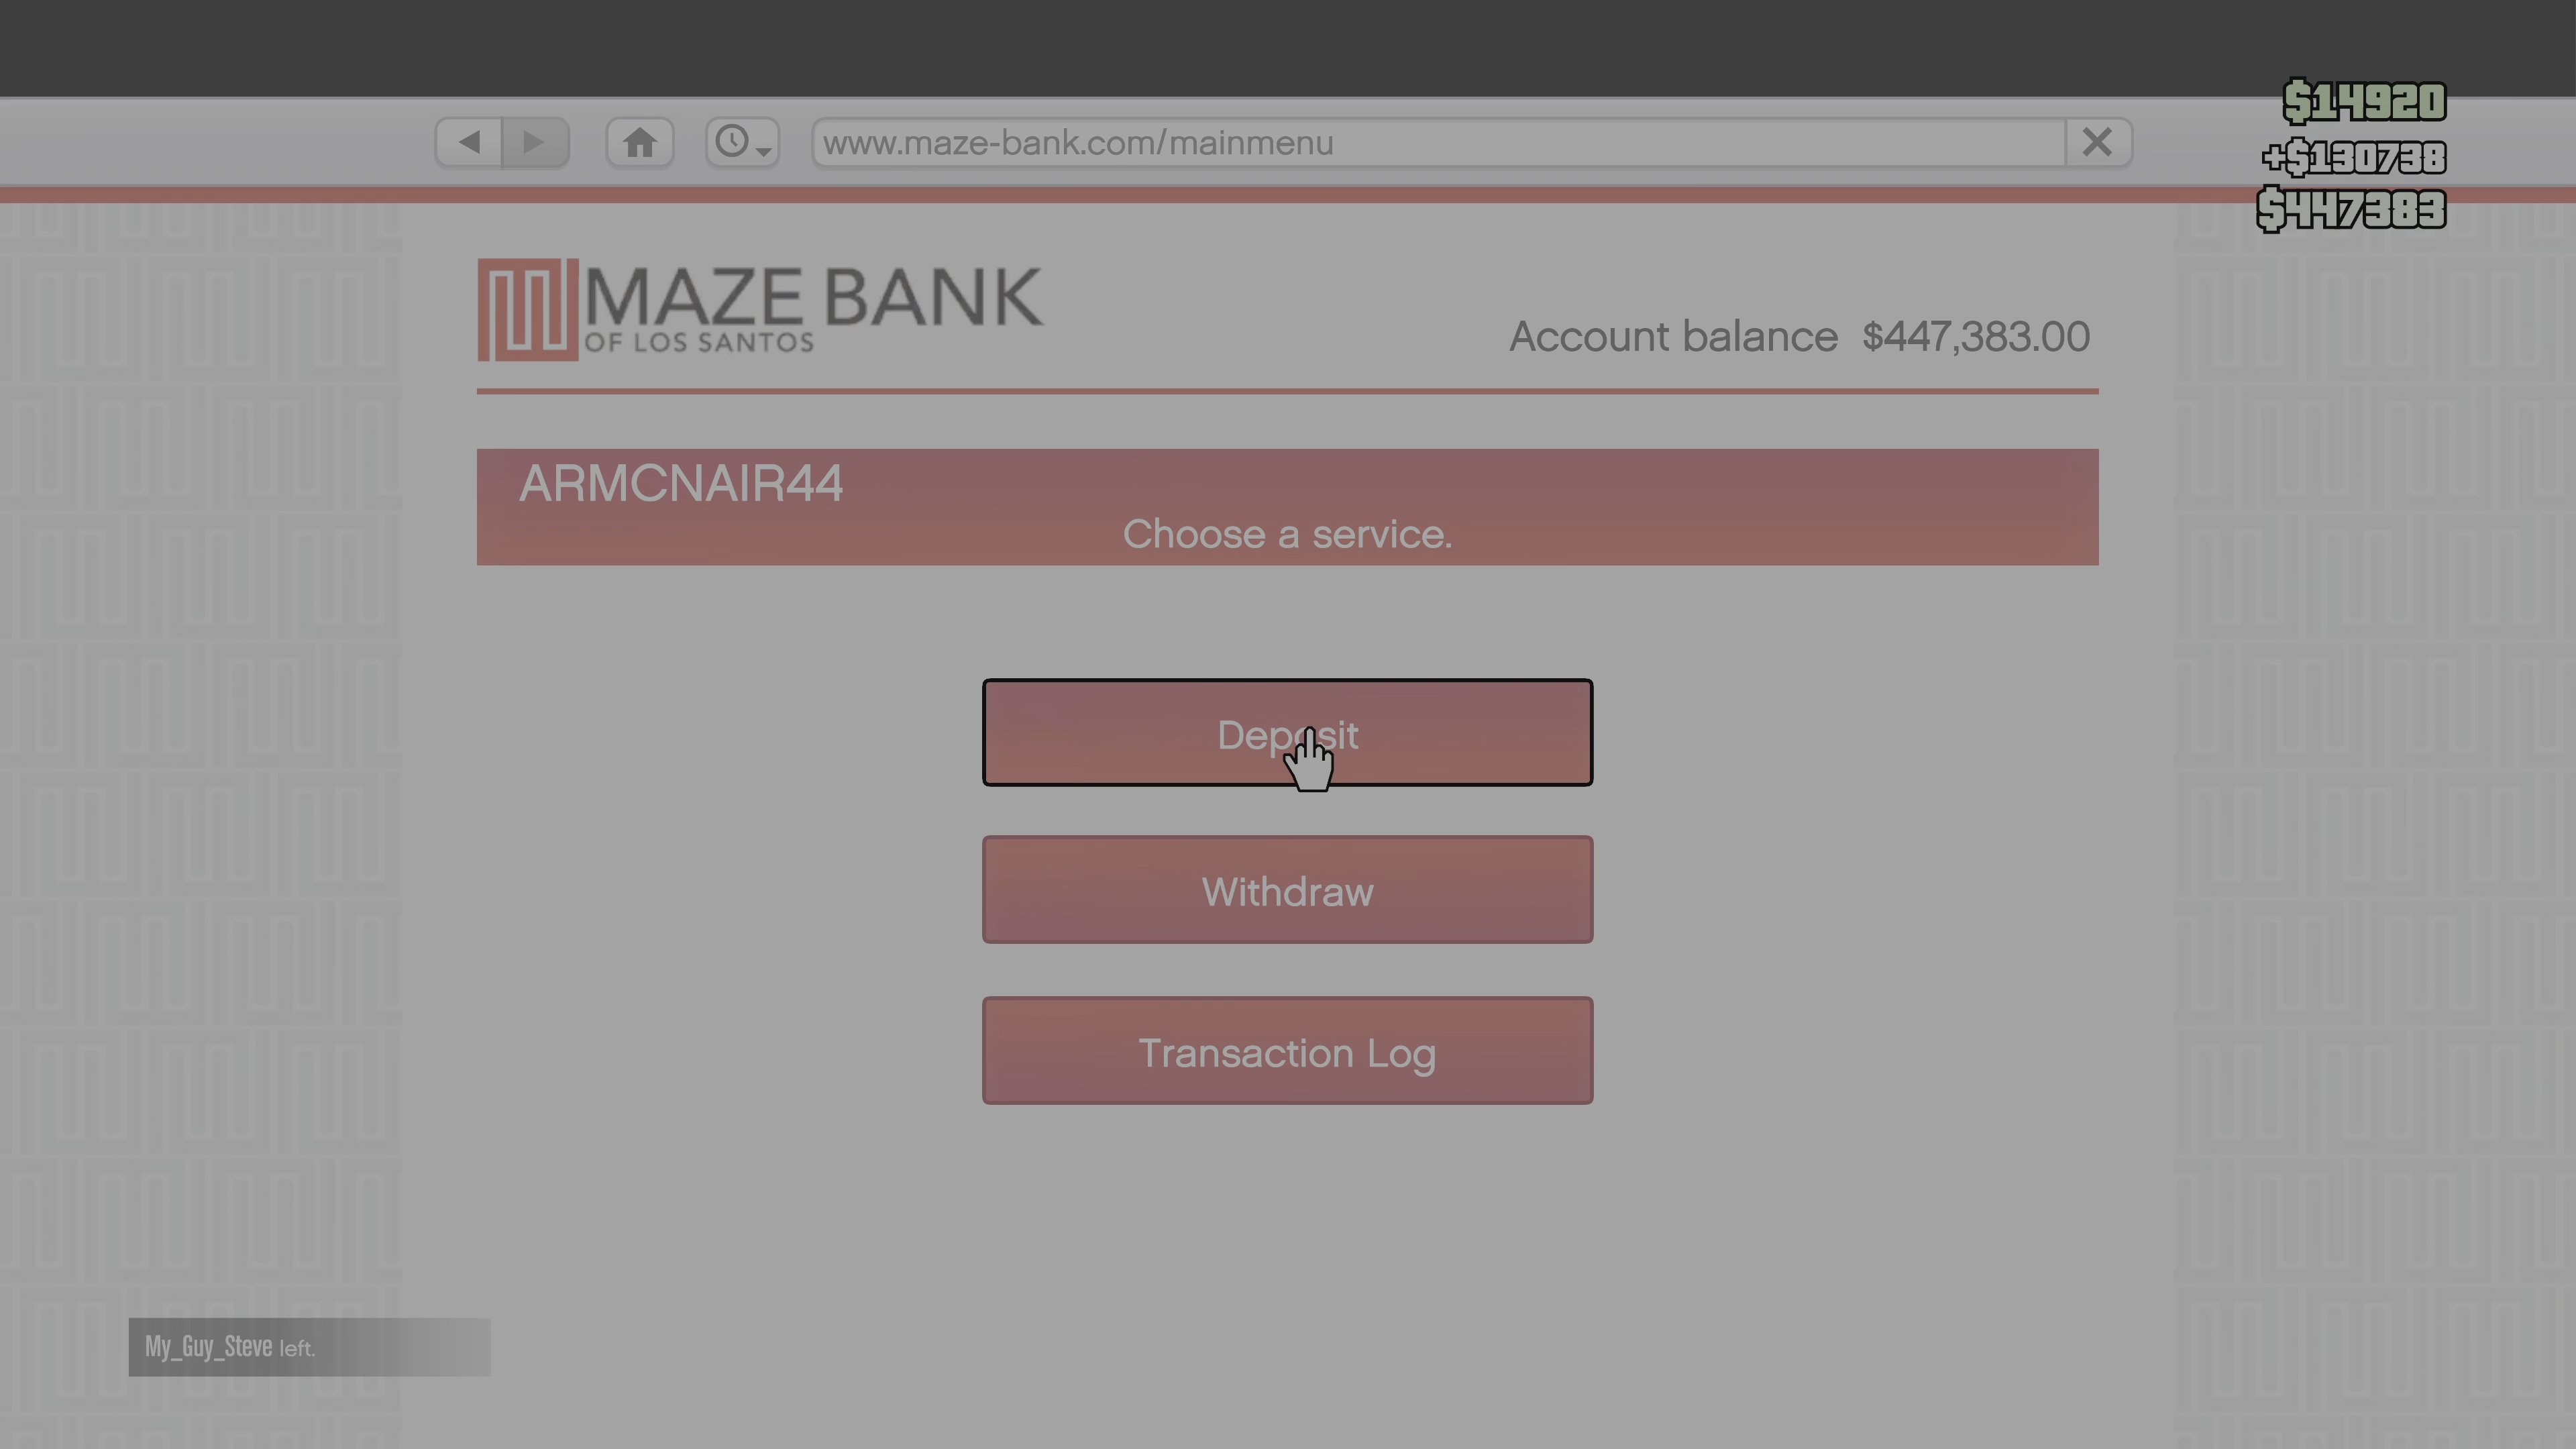 $14920
www.maze-bank.com/mainmenu
+$130738
$447383
MAZE BANK
OF LOS SANTOS
Account balance $447,383.00
ARMCNAIR44
Choose a service.
Deposit
Withdraw
Transaction Log
My_Guy_Steve left.